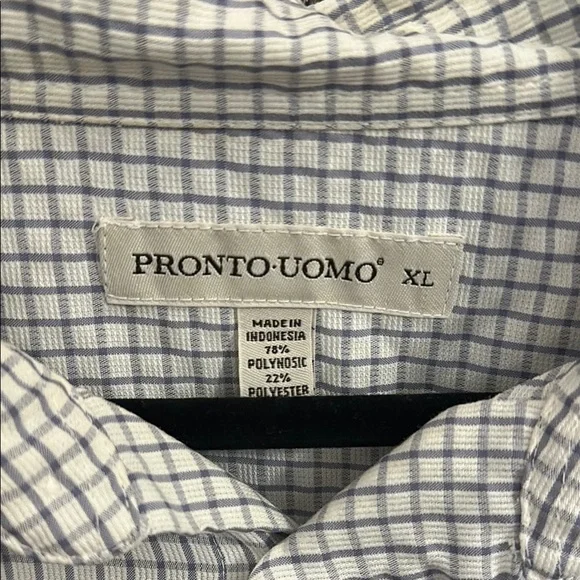 PRONTO·UOMO® XL
MADE IN
INDONESIA
78%
POLYNOSIC
22%
POLYESTER